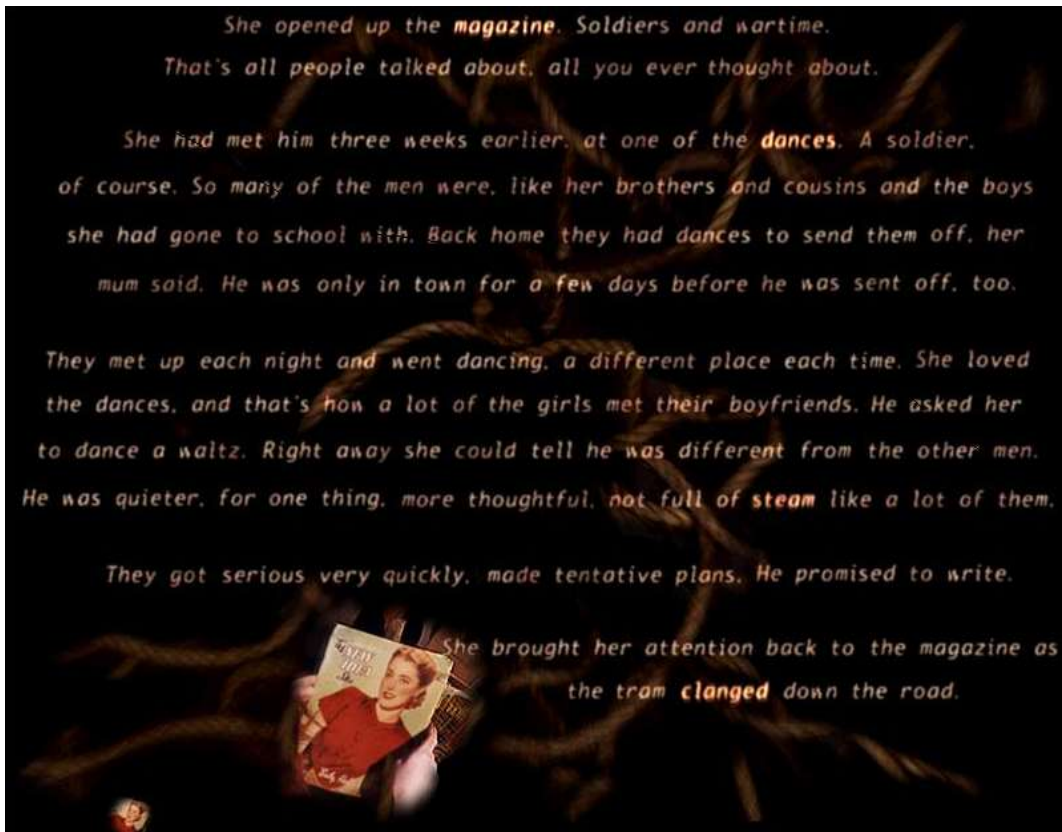 She opened up the magazine. Soldiers and wartime.
That's all people talked about, all you ever thought about.
She had met him three weeks earlier, at one of the dances. A soldier,
of course. So many of the men were, like her brothers and cousins and the boys
she had gone to school with. Back home they had dances to send them off, her
mum said. He was only in town for a few days before he was sent off, too.
They met up each night and went dancing, a different place each time. She loved
the dances, and that's how a lot of the girls met their boyfriends. He asked her
to dance a waltz. Right away she could tell he was different from the other men.
He was quieter, for one thing, more thoughtful, not full of steam like a lot of them.
They got serious very quickly, made tentative plans. He promised to write.
She brought her attention back to the magazine as
the tram clanged down the road.
NEW
IDEA